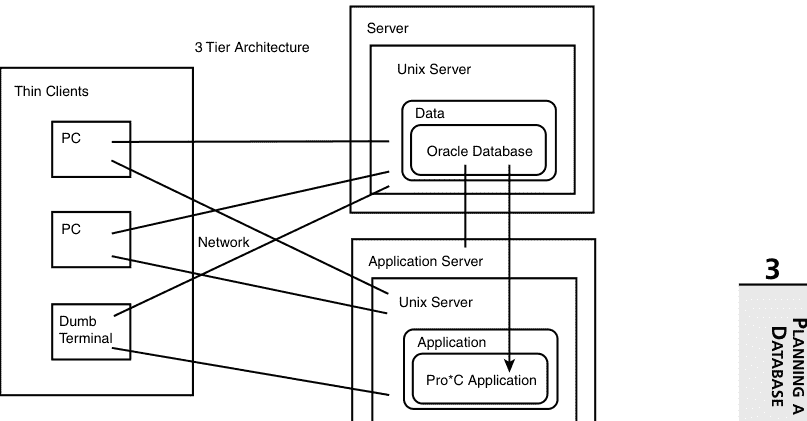 3 Tier Architecture
Thin Clients
PC
PC
Dumb
Terminal
Network
Server
Unix Server
Data
Oracle Database
Application Server
Unix Server
Application
Pro*C Application
3
PLANNING A
DATABASE